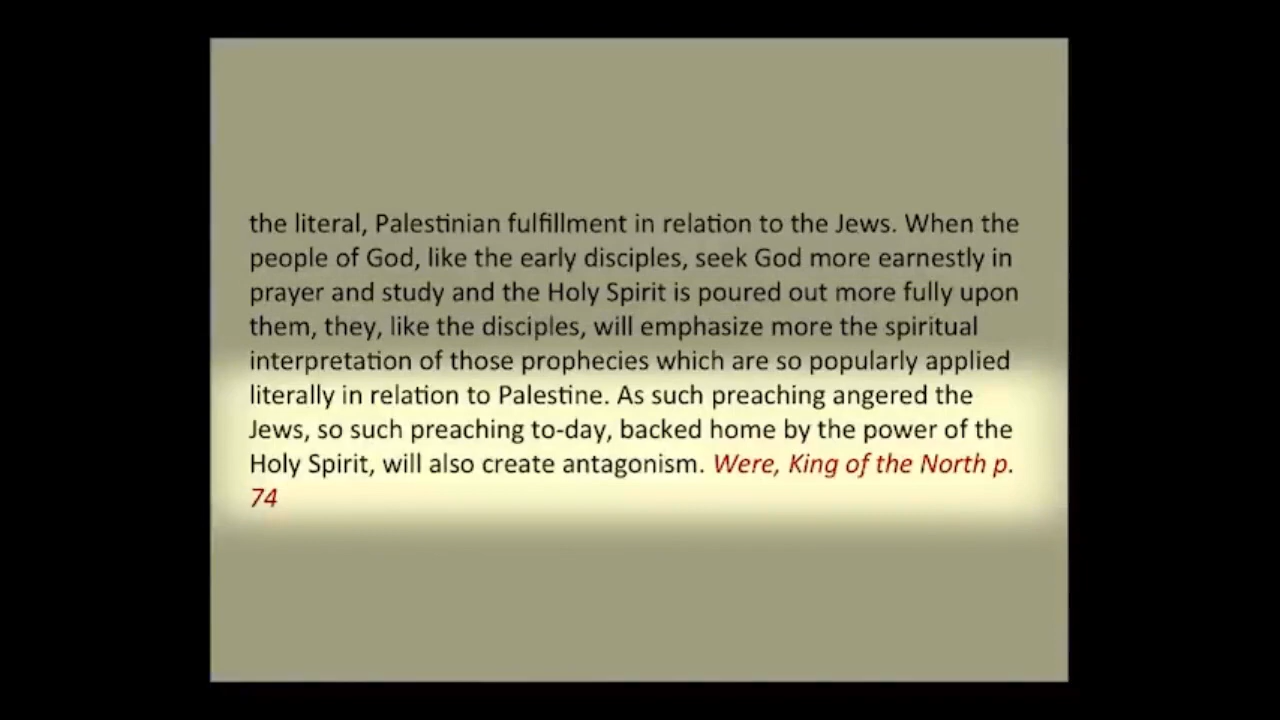 the literal, Palestinian fulfillment in relation to the Jews. When the
people of God, like the early disciples, seek God more earnestly in
prayer and study and the Holy Spirit is poured out more fully upon
them, they, like the disciples, will emphasize more the spiritual
interpretation of those prophecies which are so popularly applied
literally in relation to Palestine. As such preaching angered the
Jews, so such preaching to-day, backed home by the power of the
Holy Spirit, will also create antagonism. Were, King of the North p.
74